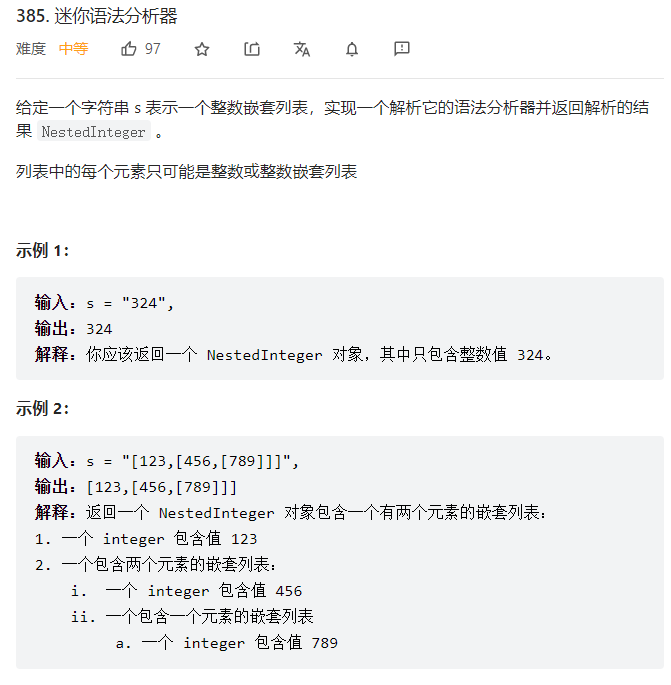 385. 迷你语法分析器
难度 中等 97
给定一个字符串 s 表示一个整数嵌套列表，实现一个解析它的语法分析器并返回解析的结
果 NestedInteger 。
列表中的每个元素只可能是整数或整数嵌套列表
示例 1：
输入：s = "324",
输出：324
解释：你应该返回一个 NestedInteger 对象，其中只包含整数值 324。
示例 2：
输入：s = "[123,[456,[789]]]",
输出：[123,[456,[789]]]
解释：返回一个 NestedInteger 对象包含一个有两个元素的嵌套列表：
1. 一个 integer 包含值 123
2. 一个包含两个元素的嵌套列表：
i. 一个 integer 包含值 456
ii. 一个包含一个元素的嵌套列表
a. 一个 integer 包含值 789